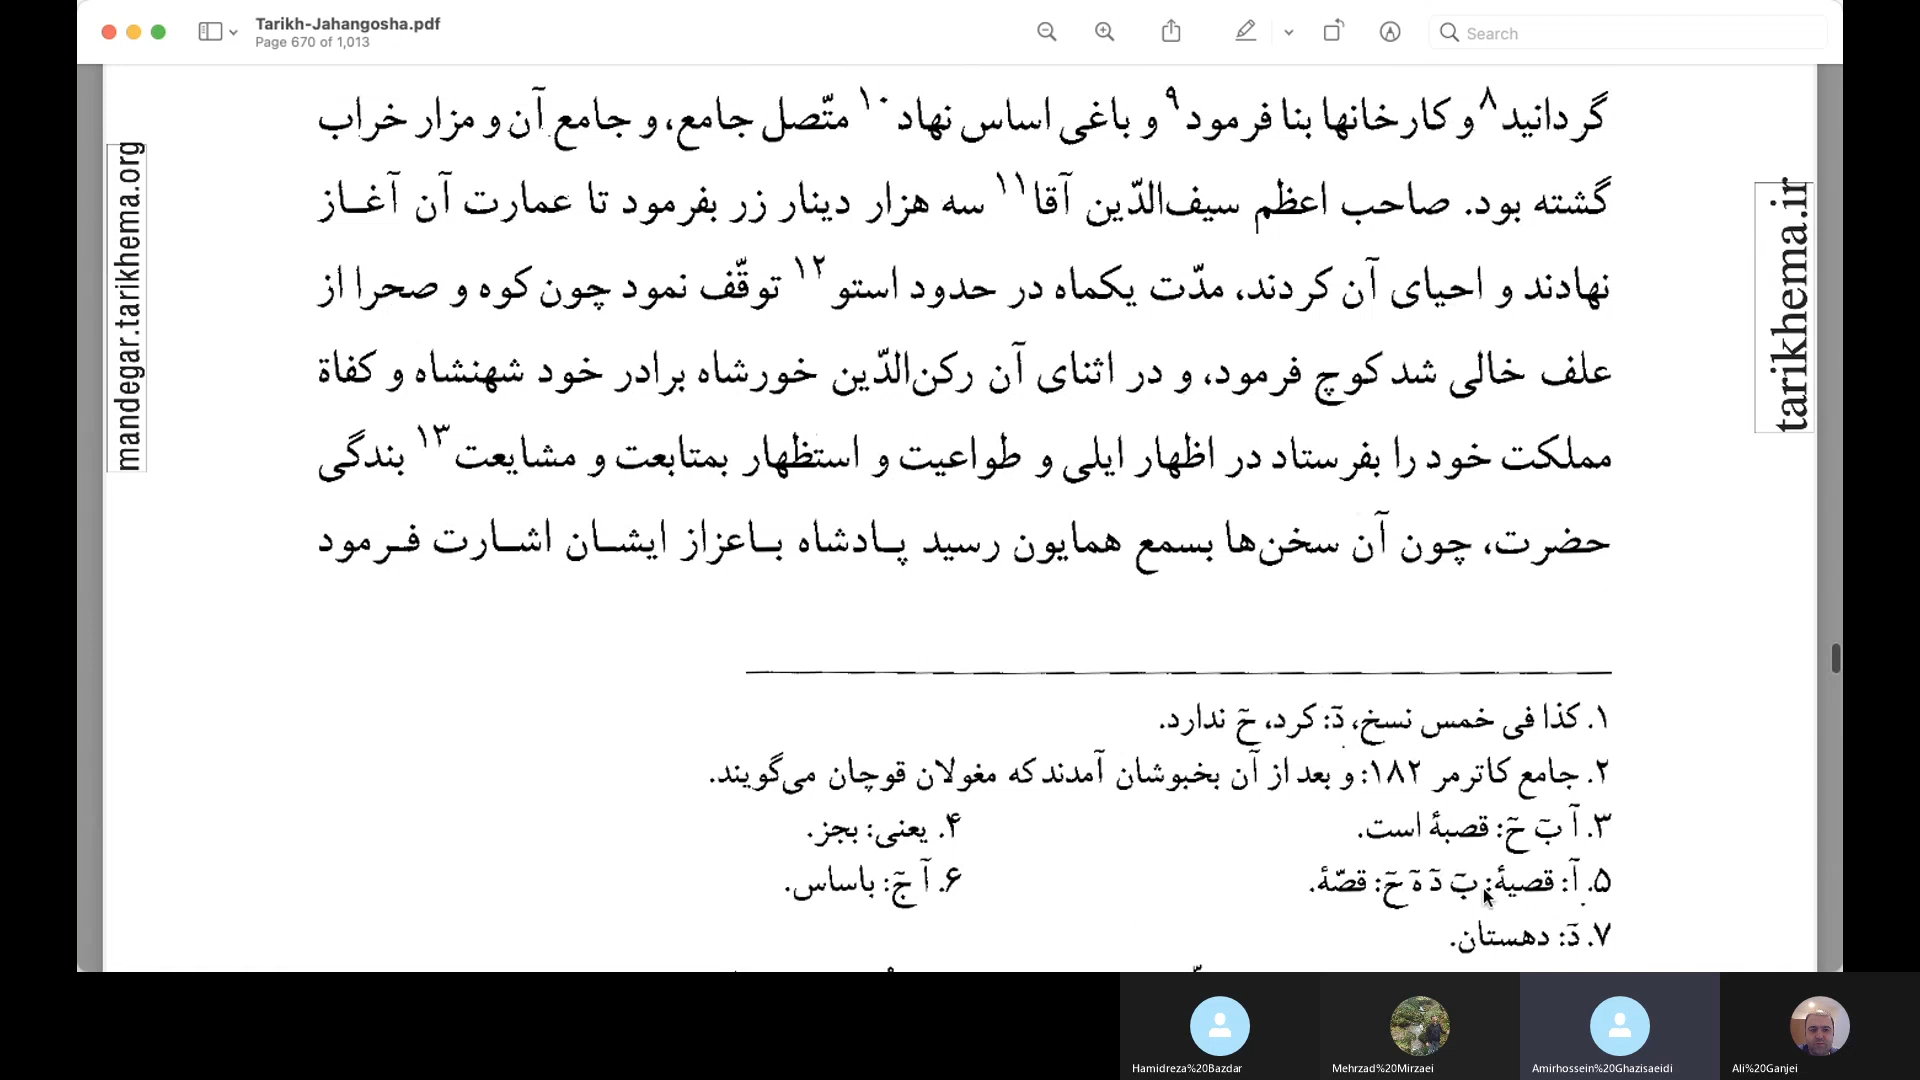 Tarikh-Jahangosha.pdf
Page 670 of 1,013
Search
گردانید۸ و کارخانها بنا فرمود۹ و باغی اساس نهاد۱۰ متّصل جامع، و جامع آن و مزار خراب
گشته بود. صاحب اعظم سیف‌الدّین آقا۱۱ سه هزار دینار زر بفرمود تا عمارت آن آغـاز
نهادند و احیای آن کردند، مدّت یکماه در حدود استو۱۲ توقّف نمود چون کوه و صحرا از
علف خالی شد کوچ فرمود، و در اثنای آن رکن‌الدّین خورشاه برادر خود شهنشاه و کفاة
مملکت خود را بفرستاد در اظهار ایلی و طواعیت و استظهار بمتابعت و مشایعت۱۳ بندگی
حضرت، چون آن سخن‌ها بسمع همایون رسید پـادشاه بـاعزاز ایشـان اشـارت فـرمود
۱. کذا فی خمس نسخ، دَ: کرد، حَ ندارد.
۲. جامع کاترمر ۱۸۲: و بعد از آن بخبوشان آمدند که مغولان قوچان می‌گویند.
۳. آ بَ حَ: قصبهٔ است.
۴. یعنی: بجز.
۵. آ: قصیهٔ: بَ دَ هَ حَ: قصّهٔ.
۶. آ جَ: باساس.
۷. دَ: دهستان.
mandegar.tarikhema.org
tarikhema.ir
Hamidreza%20Bazdar
Mehrzad%20Mirzaei
Amirhossein%20Ghazisaeidi
Ali%20Ganjei